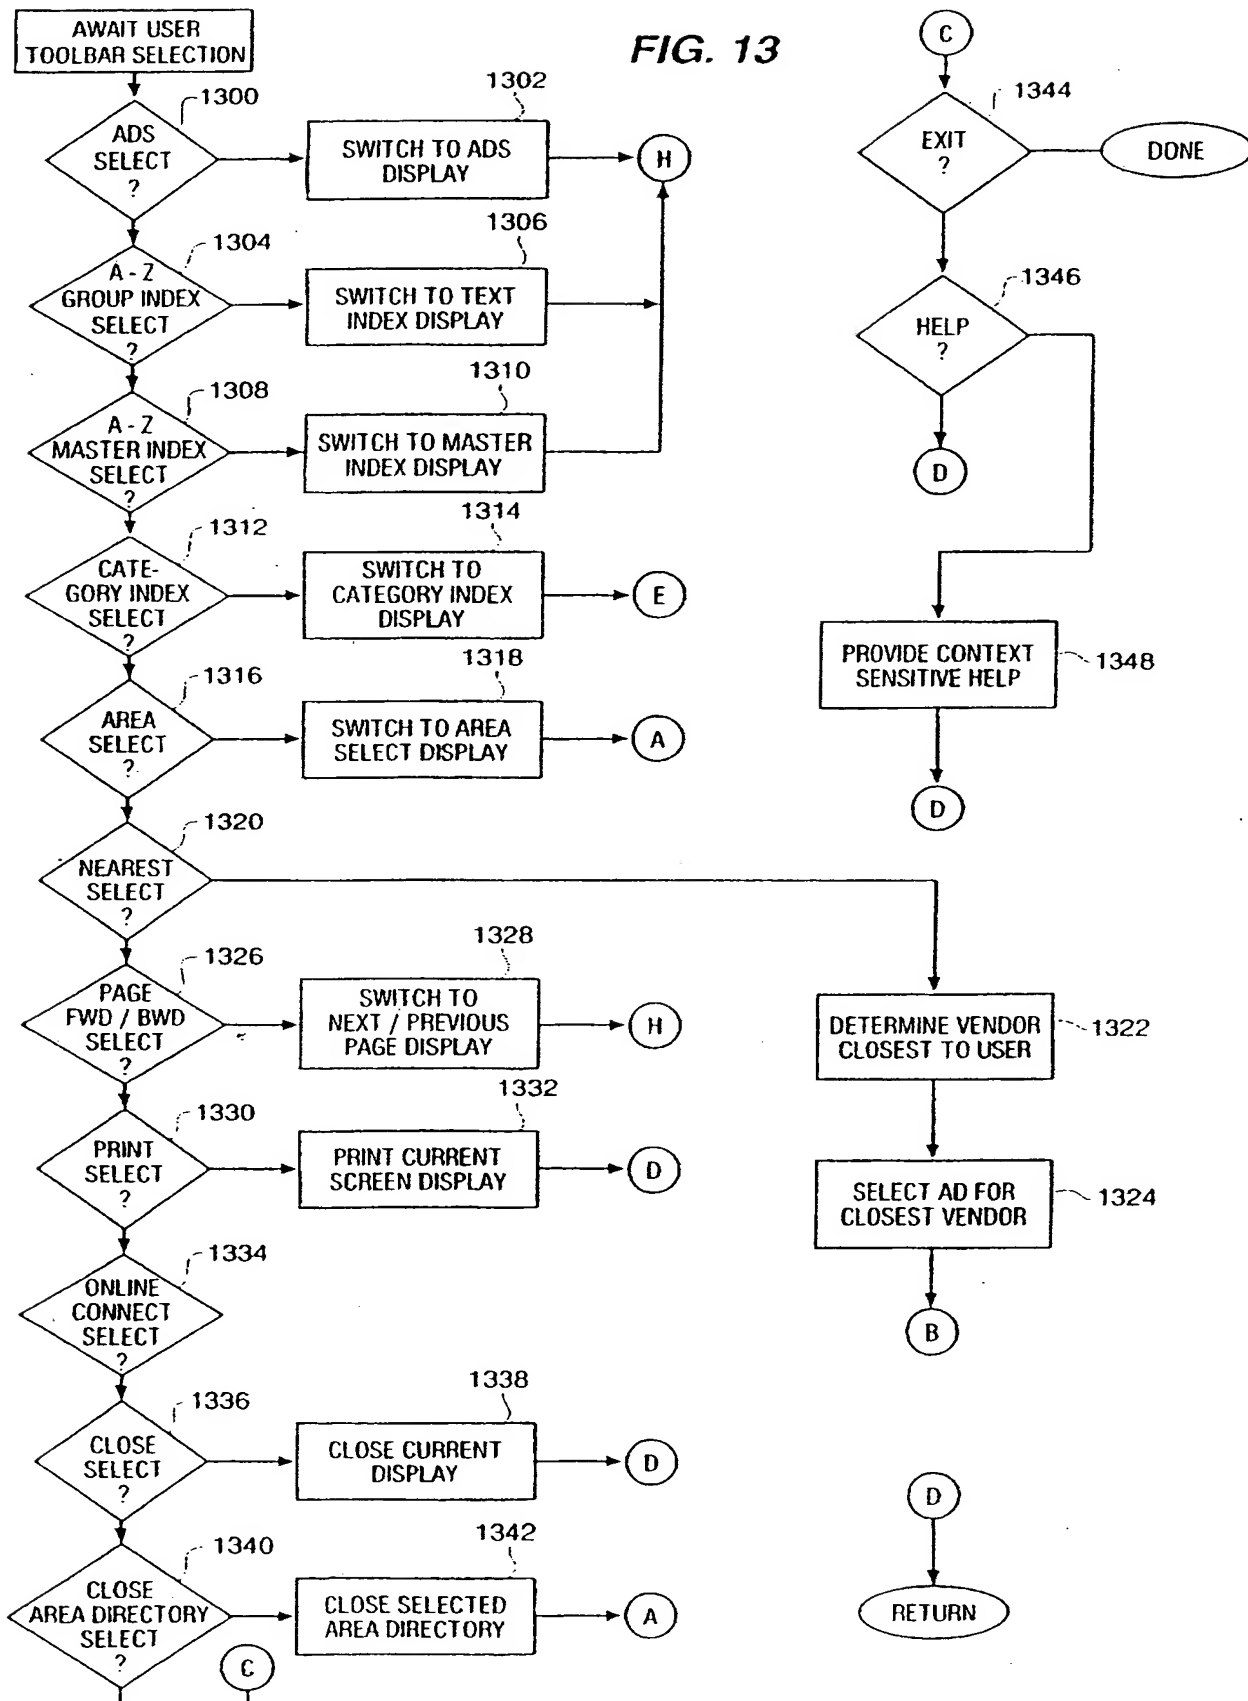 AWAIT USER
TOOLBAR SELECTION
FIG. 13
1300
ADS
SELECT
?
1302
SWITCH TO ADS
DISPLAY
H
1304
A - Z
GROUP INDEX
SELECT
?
1306
SWITCH TO TEXT
INDEX DISPLAY
1308
A - Z
MASTER INDEX
SELECT
?
1310
SWITCH TO MASTER
INDEX DISPLAY
1312
CATE-
GORY INDEX
SELECT
?
1314
SWITCH TO
CATEGORY INDEX
DISPLAY
E
1316
AREA
SELECT
?
1318
SWITCH TO AREA
SELECT DISPLAY
A
1320
NEAREST
SELECT
?
1326
PAGE
FWD / BWD
SELECT
?
1328
SWITCH TO
NEXT / PREVIOUS
PAGE DISPLAY
H
1330
PRINT
SELECT
?
1332
PRINT CURRENT
SCREEN DISPLAY
D
1334
ONLINE
CONNECT
SELECT
?
1336
CLOSE
SELECT
?
1338
CLOSE CURRENT
DISPLAY
D
1340
CLOSE
AREA DIRECTORY
SELECT
?
1342
CLOSE SELECTED
AREA DIRECTORY
A
C
C
1344
EXIT
?
DONE
1346
HELP
?
D
PROVIDE CONTEXT
SENSITIVE HELP
1348
D
DETERMINE VENDOR
CLOSEST TO USER
1322
SELECT AD FOR
CLOSEST VENDOR
1324
B
D
RETURN